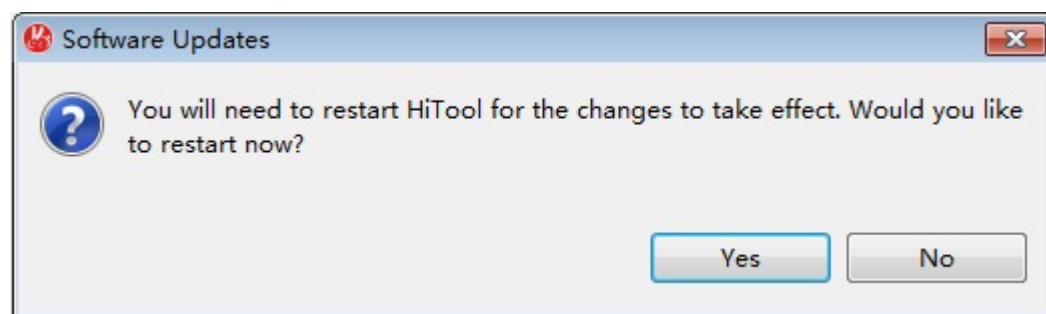 Software Updates
You will need to restart HiTool for the changes to take effect. Would you like
to restart now?
Yes
No